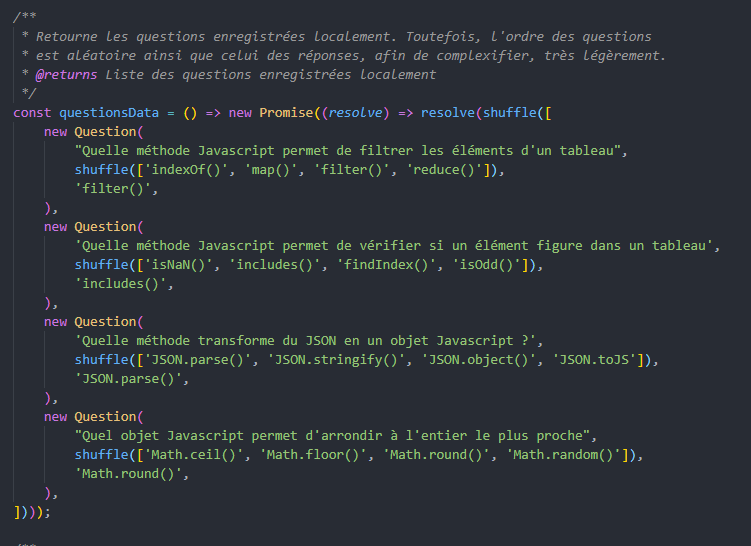 /**
 * Retourne les questions enregistrées localement. Toutefois, l'ordre des questions
 * est aléatoire ainsi que celui des réponses, afin de complexifier, très légèrement.
 * @returns Liste des questions enregistrées localement
 */
const questionsData = () => new Promise((resolve) => resolve(shuffle([
    new Question(
        "Quelle méthode Javascript permet de filtrer les éléments d'un tableau",
        shuffle(['indexOf()', 'map()', 'filter()', 'reduce()']),
        'filter()',
    ),
    new Question(
        'Quelle méthode Javascript permet de vérifier si un élément figure dans un tableau',
        shuffle(['isNaN()', 'includes()', 'findIndex()', 'isOdd()']),
        'includes()',
    ),
    new Question(
        'Quelle méthode transforme du JSON en un objet Javascript ?',
        shuffle(['JSON.parse()', 'JSON.stringify()', 'JSON.object()', 'JSON.toJS']),
        'JSON.parse()',
    ),
    new Question(
        "Quel objet Javascript permet d'arrondir à l'entier le plus proche",
        shuffle(['Math.ceil()', 'Math.floor()', 'Math.round()', 'Math.random()']),
        'Math.round()',
    ),
])));